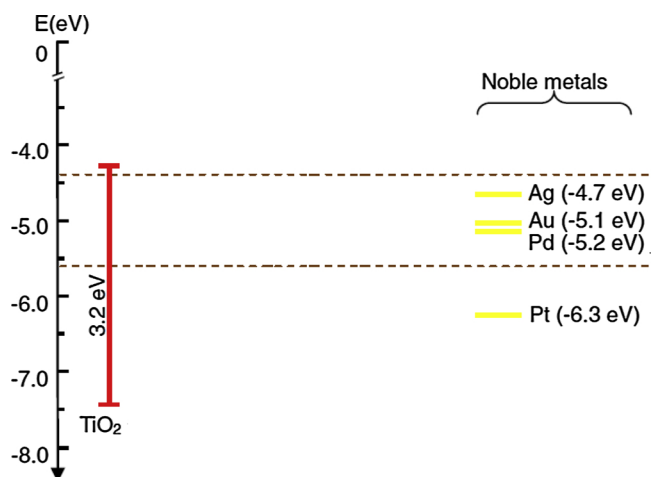 E(eV)
0
-4.0
-5.0
-6.0
-7.0
-8.0
3.2 eV
TiO₂
Noble metals
Ag (-4.7 eV)
Au (-5.1 eV)
Pd (-5.2 eV)
Pt (-6.3 eV)